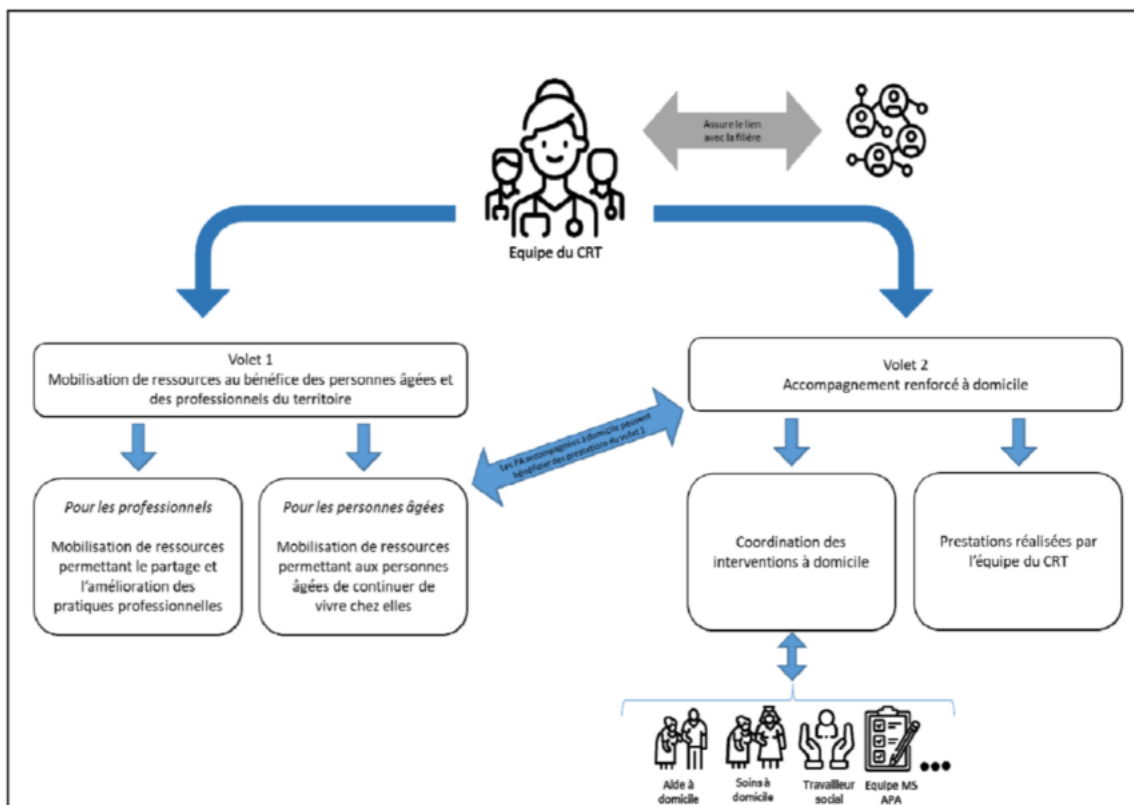 Assure le lien
avec la filière
Equipe du CRT
Volet 1
Mobilisation de ressources au bénéfice des personnes âgées et
des professionnels du territoire
Volet 2
Accompagnement renforcé à domicile
Les PA accompagnées à domicile peuvent
bénéficier des prestations du volet 1
Pour les professionnels
Mobilisation de ressources
permettant le partage et
l'amélioration des
pratiques professionnelles
Pour les personnes âgées
Mobilisation de ressources
permettant aux personnes
âgées de continuer de
vivre chez elles
Coordination des
interventions à domicile
Prestations réalisées par
l'équipe du CRT
Aide à
domicile
Soins à
domicile
Travailleur
social
Equipe MS
APA